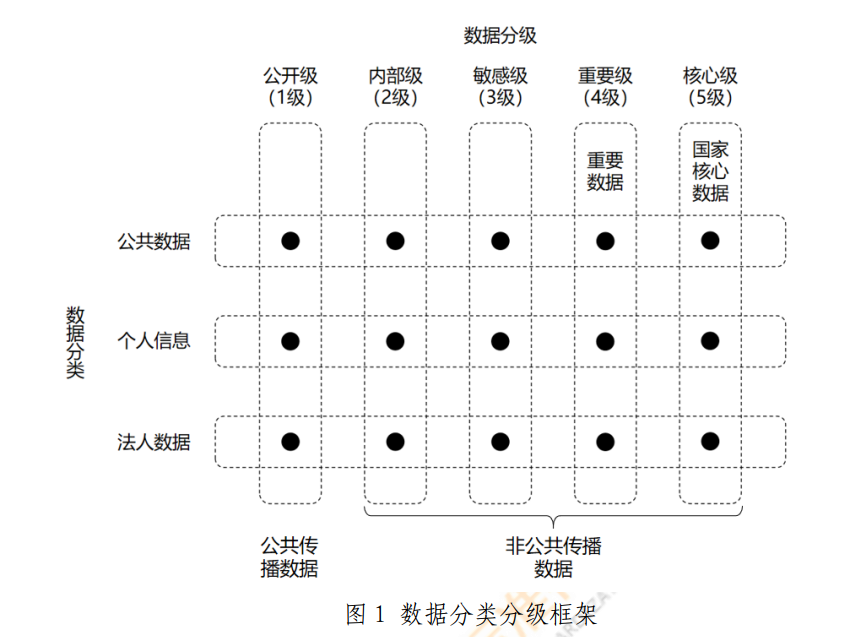 数据分级
公开级 内部级 敏感级 重要级 核心级
（1级） （2级） （3级） （4级） （5级）
重要
数据
国家
核心
数据
公共数据
数据分类
个人信息
法人数据
公共传
播数据
非公共传播
数据
图 1 数据分类分级框架